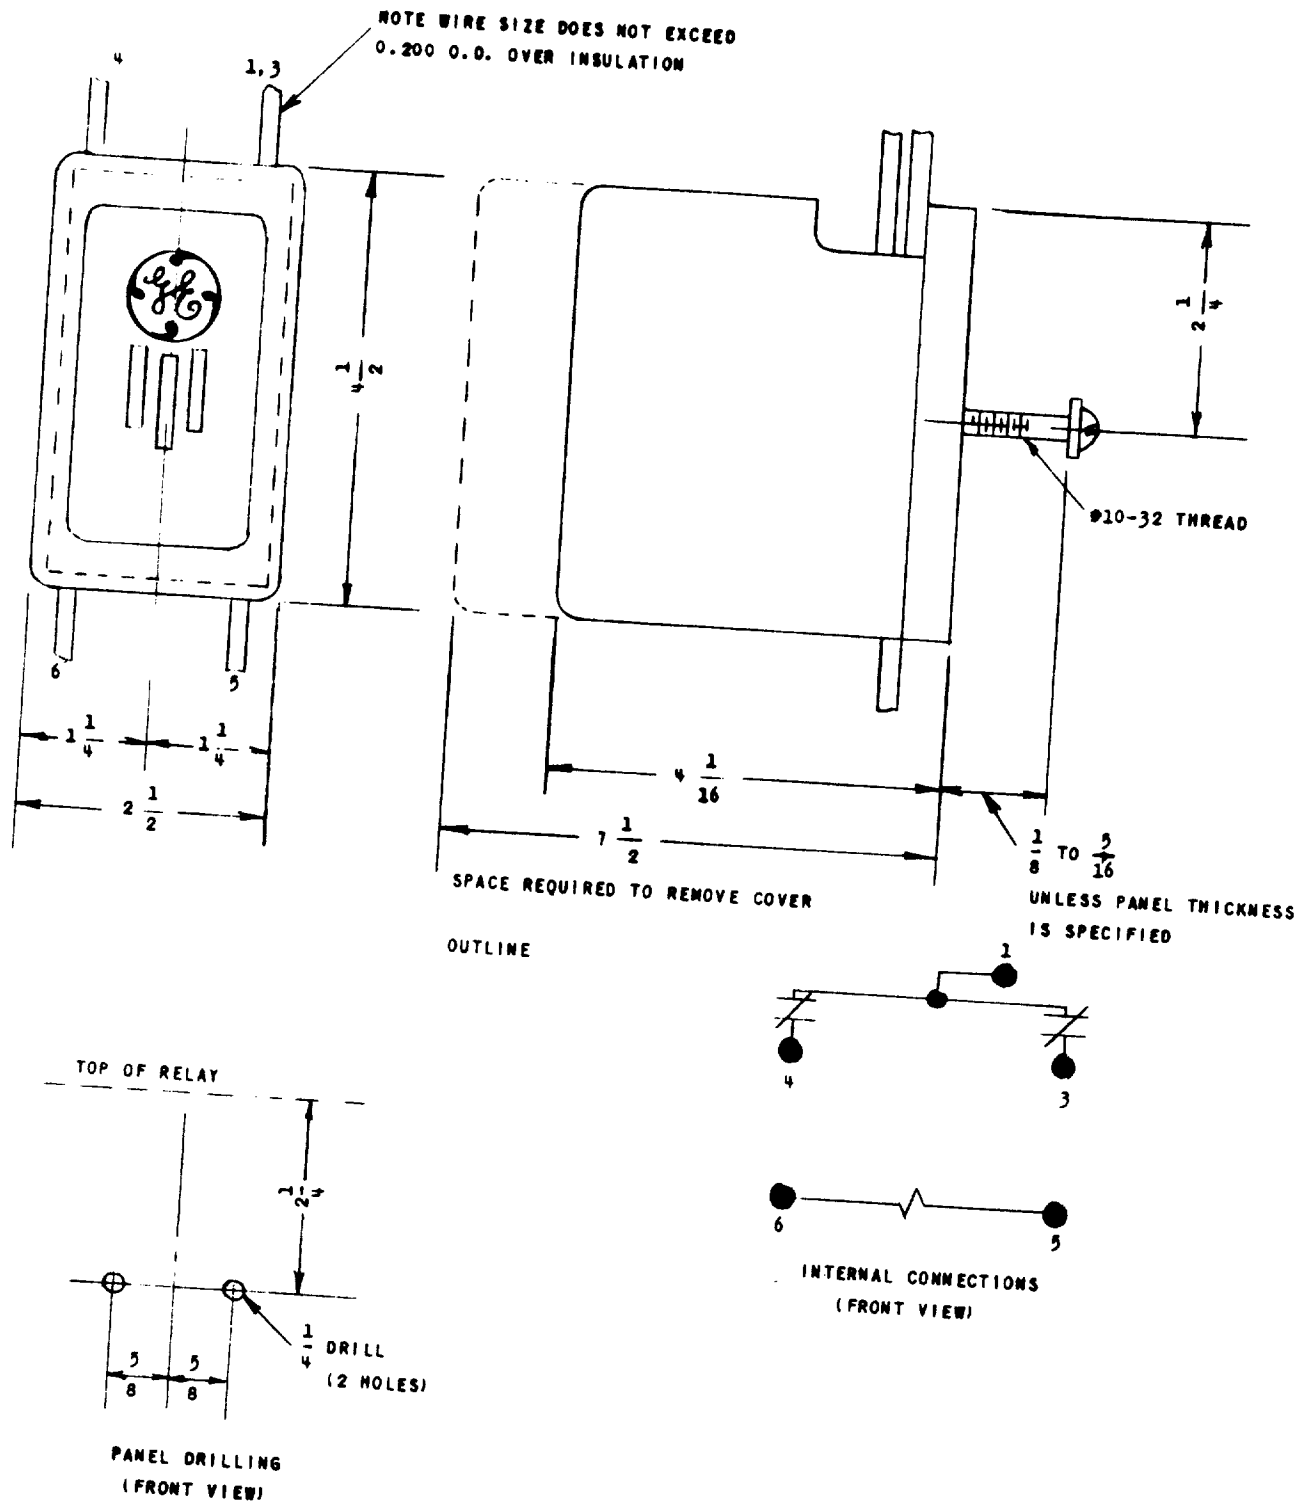 NOTE WIRE SIZE DOES NOT EXCEED
0.200 O.D. OVER INSULATION
4
1,3
GE
4 1/2
2 1/4
#10-32 THREAD
6
5
1 1/4
1 1/4
2 1/2
4 1/16
7 1/2
1/8 TO 5/16
UNLESS PANEL THICKNESS
IS SPECIFIED
SPACE REQUIRED TO REMOVE COVER
OUTLINE
1
4
3
6
5
INTERNAL CONNECTIONS
(FRONT VIEW)
TOP OF RELAY
2 1/4
1/4 DRILL
(2 HOLES)
5/8
5/8
PANEL DRILLING
(FRONT VIEW)